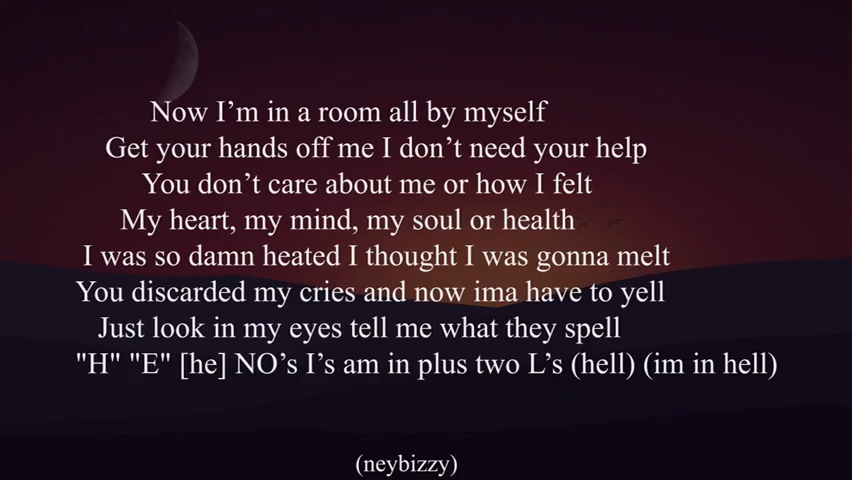 Now I’m in a room all by myself
Get your hands off me I don’t need your help
You don’t care about me or how I felt
My heart, my mind, my soul or health
I was so damn heated I thought I was gonna melt
You discarded my cries and now ima have to yell
Just look in my eyes tell me what they spell
"H" "E" [he] NO’s I’s am in plus two L’s (hell) (im in hell)
(neybizzy)